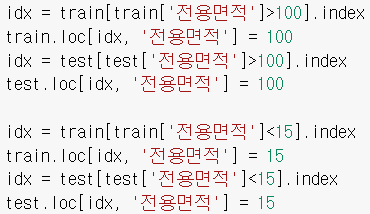 idx = train[train['전용면적']>100].index
train.loc[idx, '전용면적'] = 100
idx = test[test['전용면적']>100].index
test.loc[idx, '전용면적'] = 100

idx = train[train['전용면적']<15].index
train.loc[idx, '전용면적'] = 15
idx = test[test['전용면적']<15].index
test.loc[idx, '전용면적'] = 15